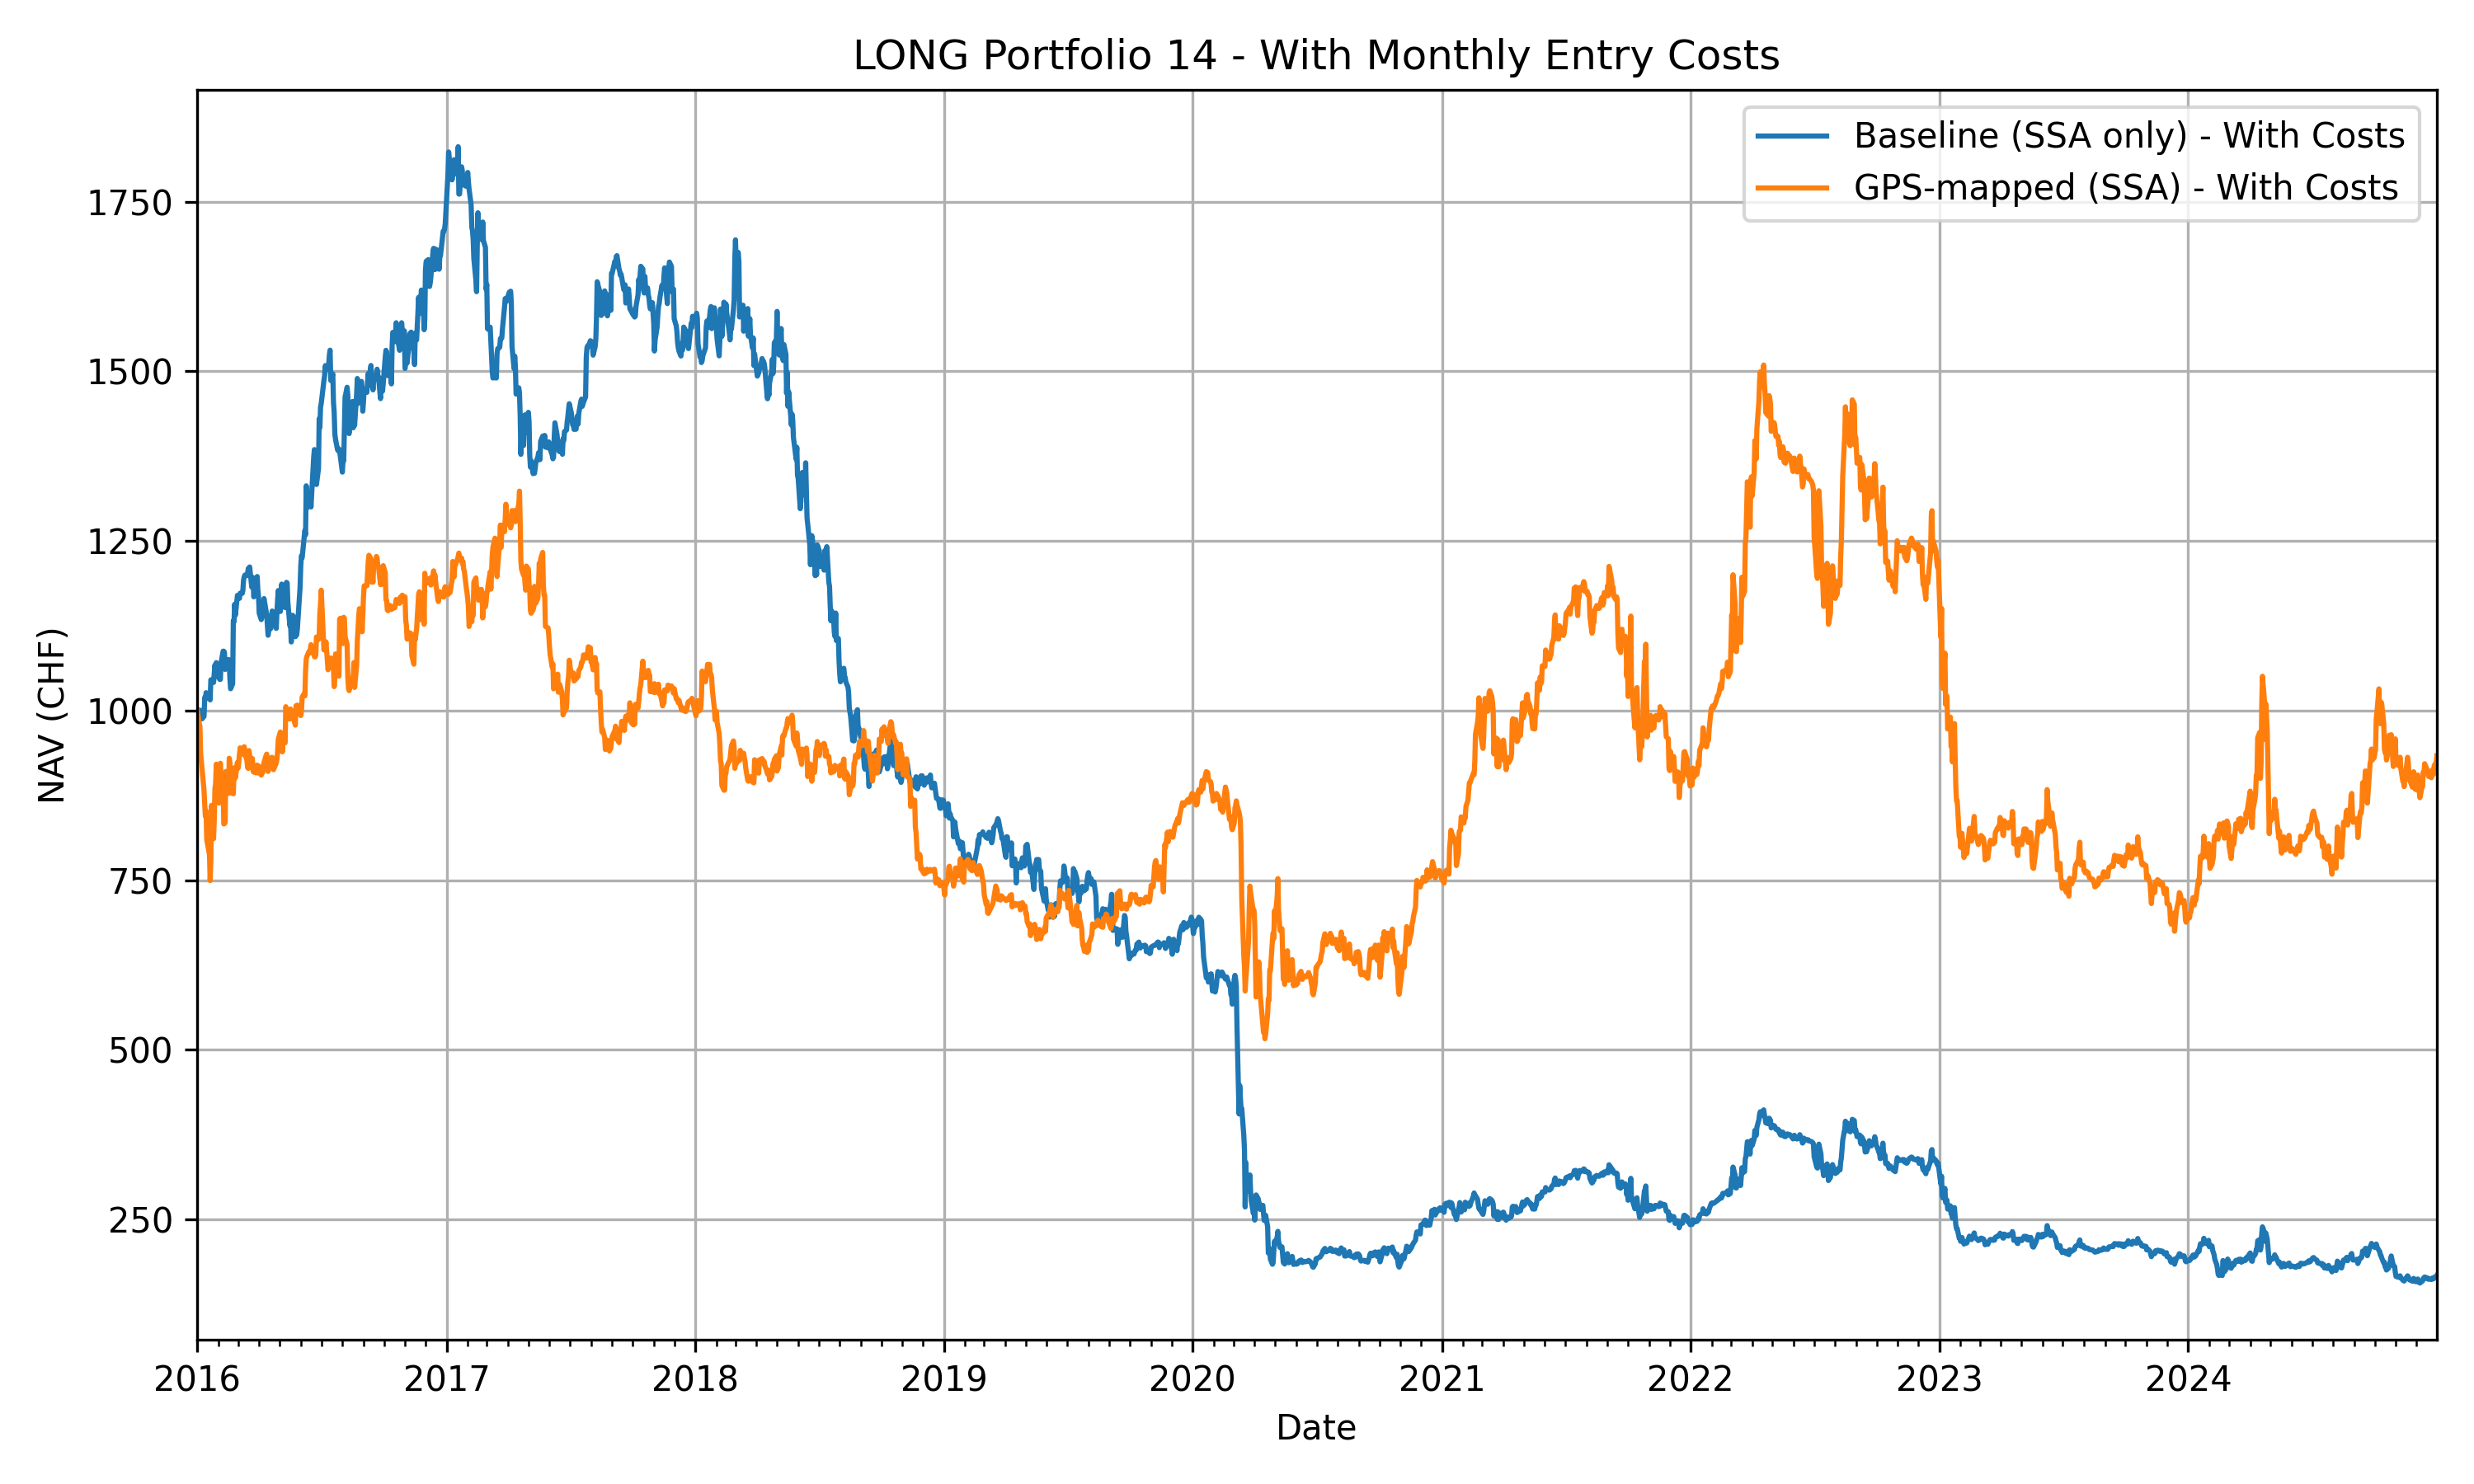 LONG Portfolio 14 - With Monthly Entry Costs
Baseline (SSA only) - With Costs
GPS-mapped (SSA) - With Costs
NAV (CHF)
1750
1500
1250
1000
750
500
250
2016 2017 2018 2019 2020 2021 2022 2023 2024
Date